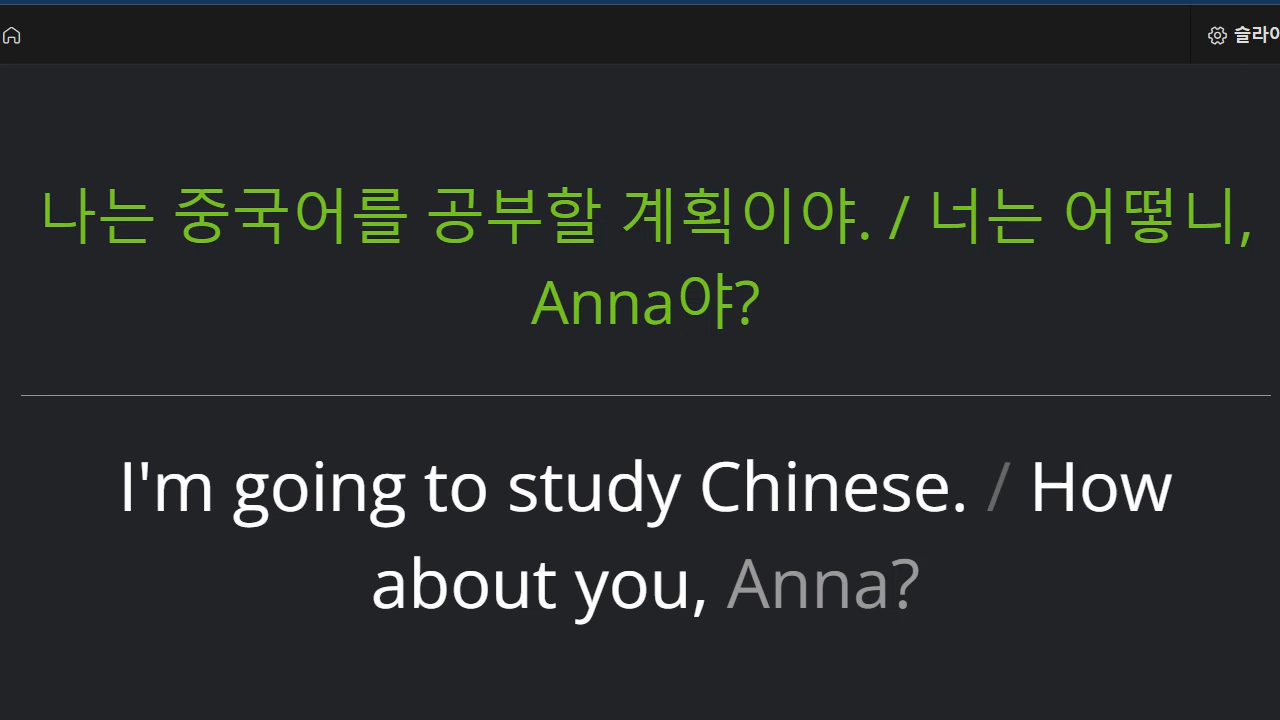 슬라이
나는 중국어를 공부할 계획이야. / 너는 어떻니,
Anna야?
I'm going to study Chinese. / How
about you, Anna?